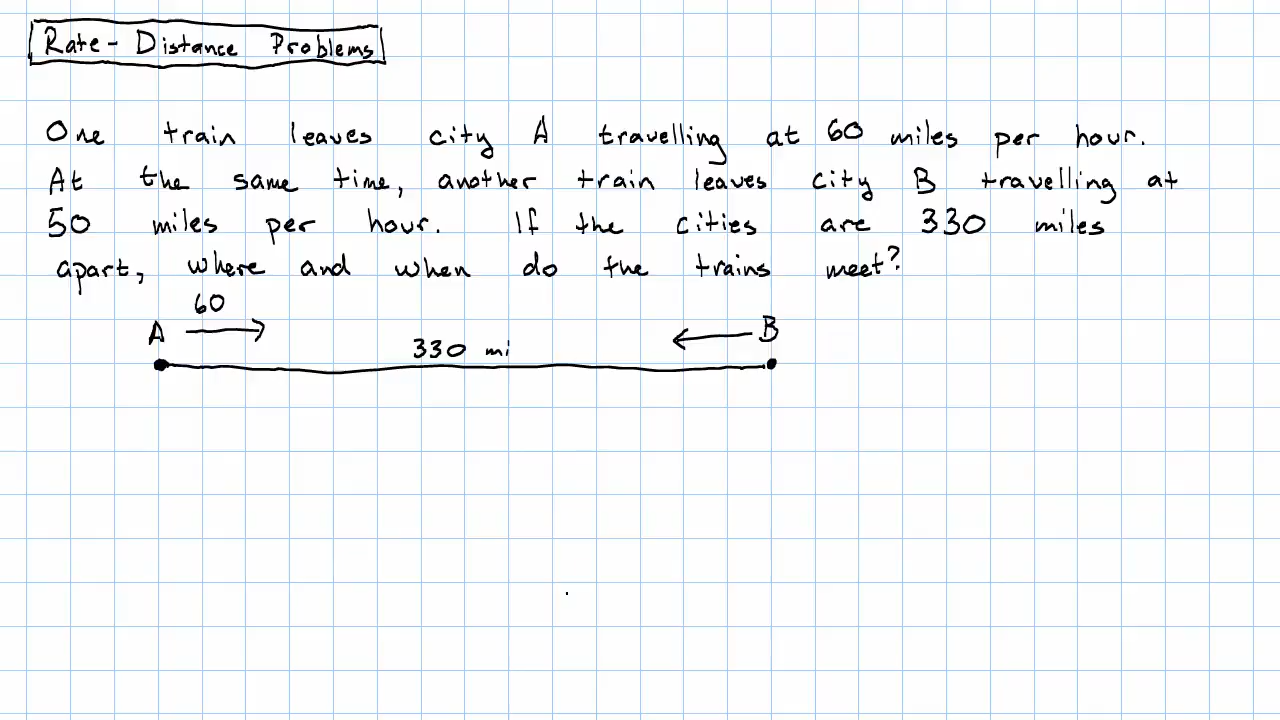 Rate - Distance Problems
One train leaves city A travelling at 60 miles per hour.
At the same time, another train leaves city B travelling at
50 miles per hour. If the cities are 330 miles
apart, where and when do the trains meet?
60
A B
330 mi